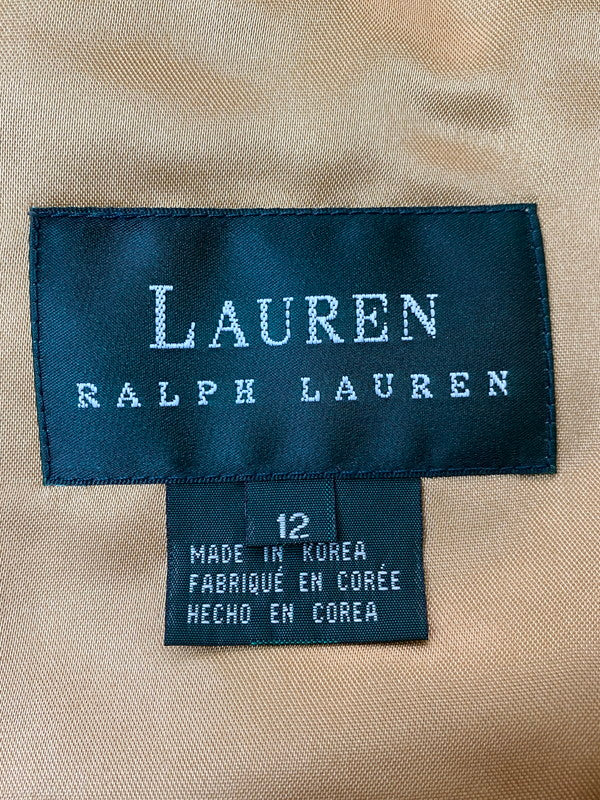 LAUREN
RALPH LAUREN
12
MADE IN KOREA
FABRIQUÉ EN CORÉE
HECHO EN COREA